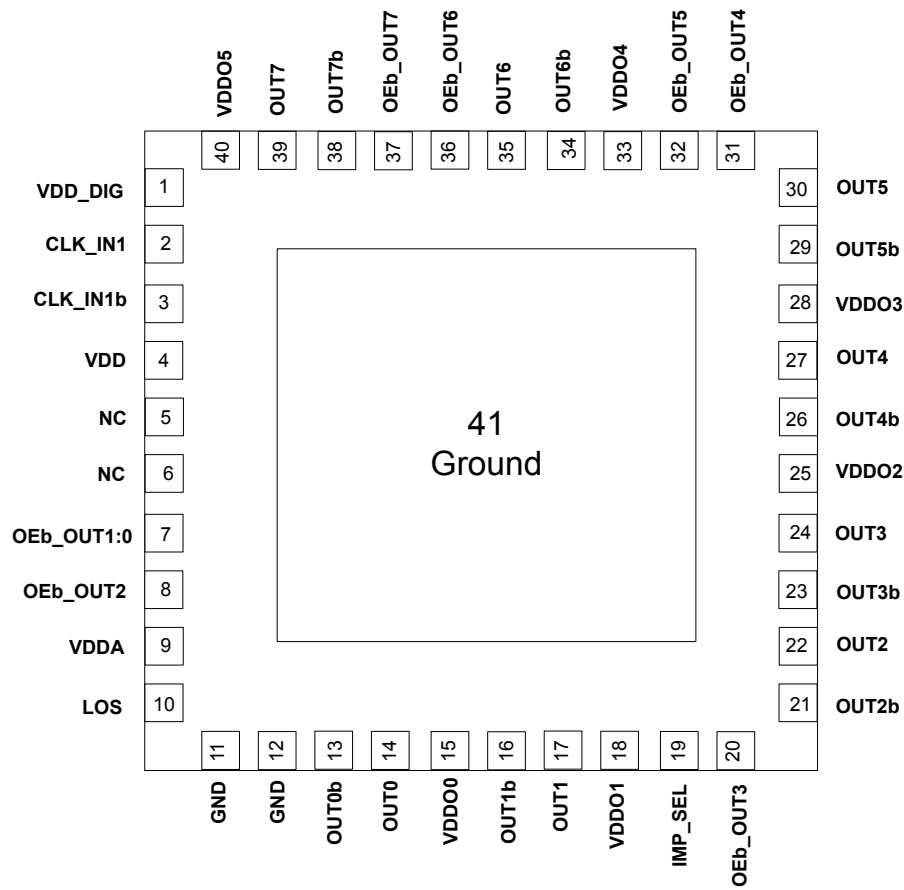 VDDO5
OUT7
OUT7b
OEb_OUT7
OEb_OUT6
OUT6
OUT6b
VDDO4
OEb_OUT5
OEb_OUT4
40
39
38
37
36
35
34
33
32
31
VDD_DIG 1
CLK_IN1 2
CLK_IN1b 3
VDD 4
NC 5
NC 6
OEb_OUT1:0 7
OEb_OUT2 8
VDDA 9
LOS 10
41
Ground
30 OUT5
29 OUT5b
28 VDDO3
27 OUT4
26 OUT4b
25 VDDO2
24 OUT3
23 OUT3b
22 OUT2
21 OUT2b
11
12
13
14
15
16
17
18
19
20
GND
GND
OUT0b
OUT0
VDDO0
OUT1b
OUT1
VDDO1
IMP_SEL
OEb_OUT3